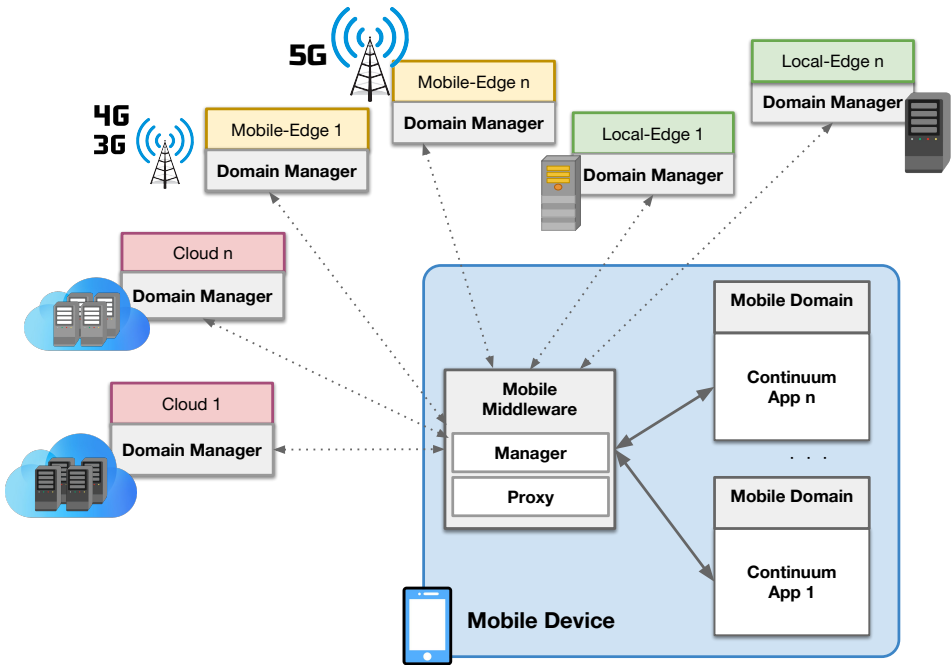 5G
Mobile-Edge n
Domain Manager
Local-Edge n
Domain Manager
4G
3G
Mobile-Edge 1
Domain Manager
Local-Edge 1
Domain Manager
Cloud n
Domain Manager
Cloud 1
Domain Manager
Mobile
Middleware
Manager
Proxy
Mobile Domain
Continuum
App n
. . .
Mobile Domain
Continuum
App 1
Mobile Device